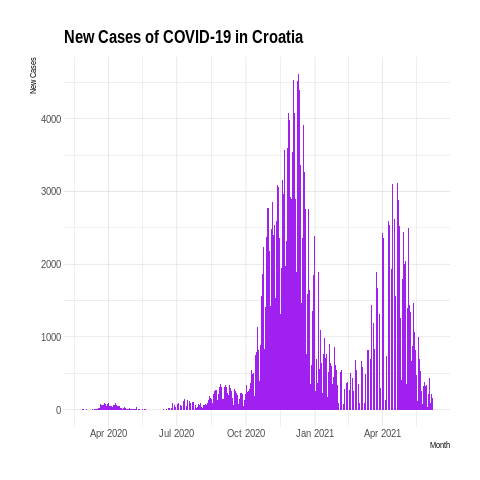 New Cases of COVID-19 in Croatia
New Cases
4000
3000
2000
1000
0
Apr 2020 Jul 2020 Oct 2020 Jan 2021 Apr 2021
Month